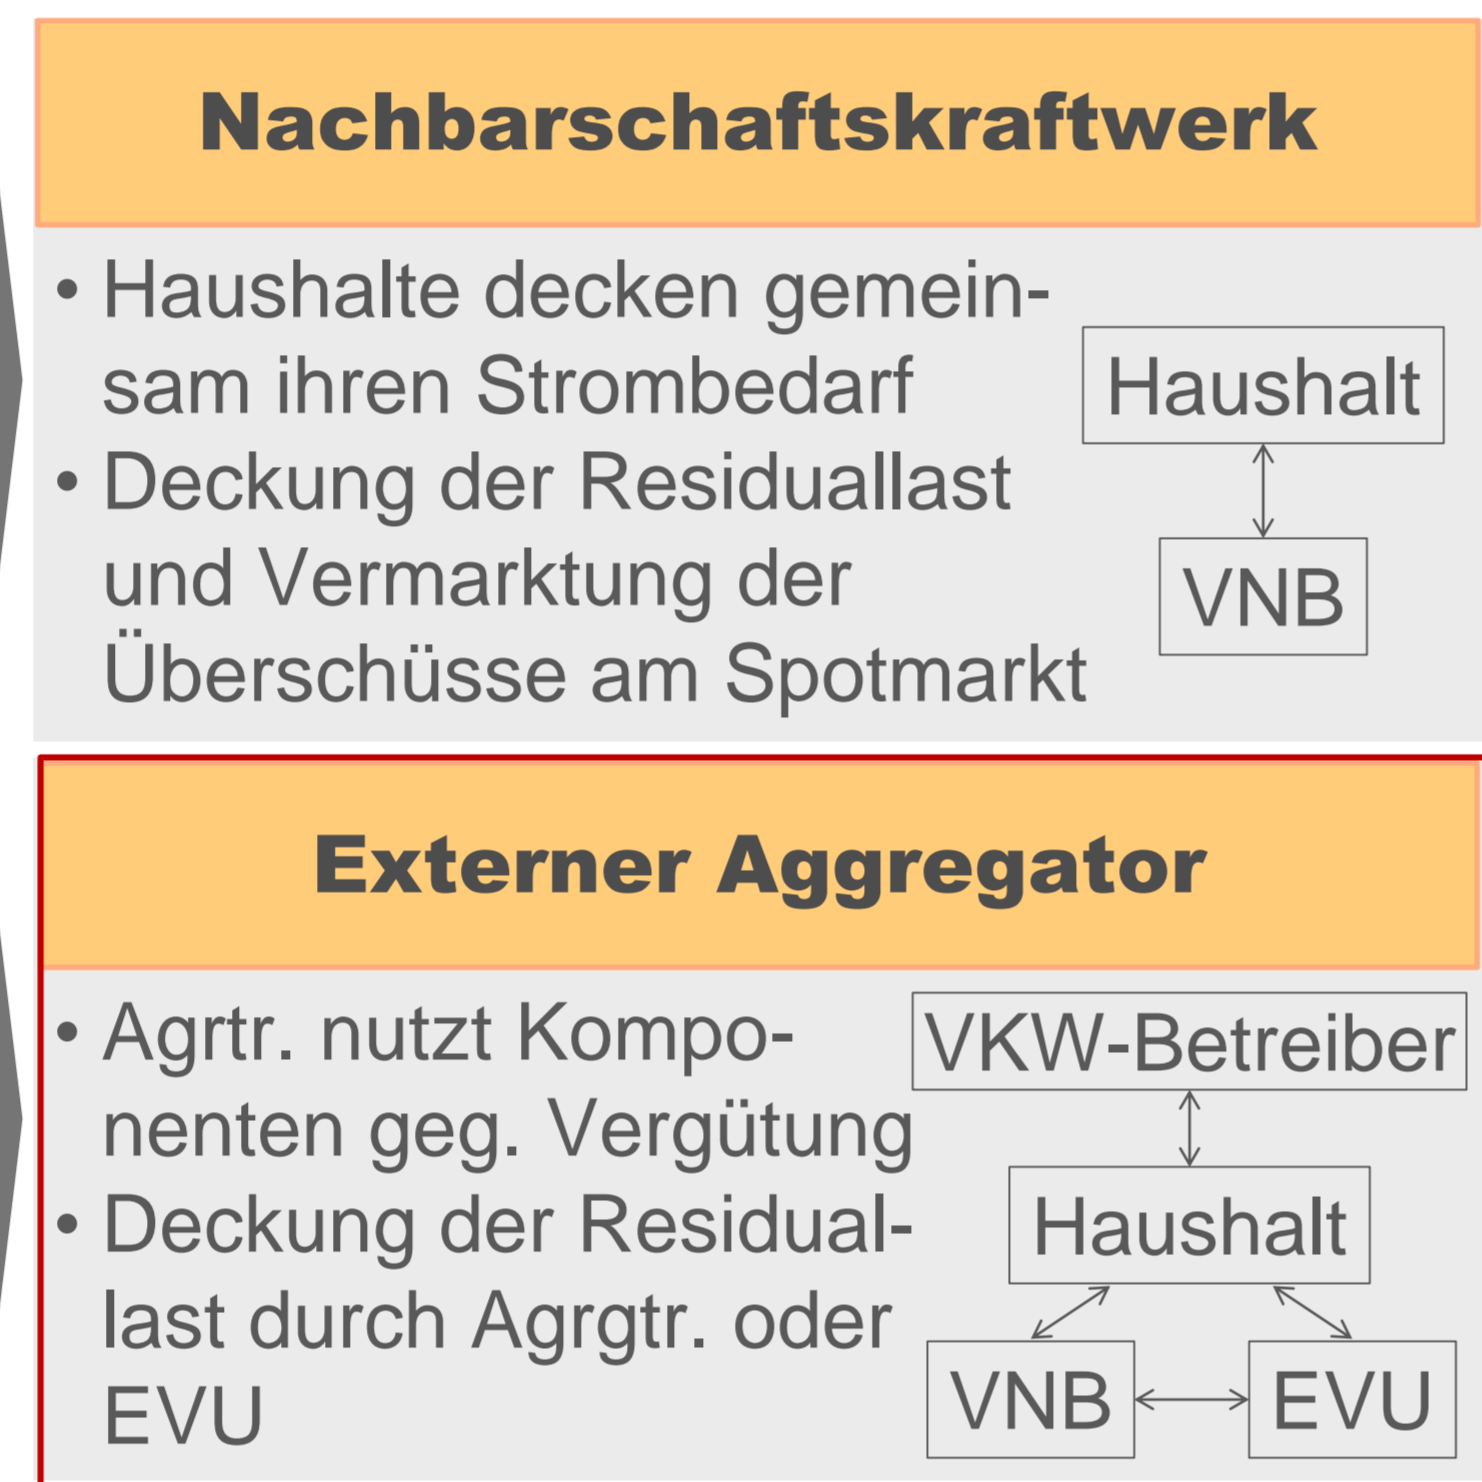 Nachbarschaftskraftwerk
• Haushalte decken gemein-
sam ihren Strombedarf
• Deckung der Residuallast
und Vermarktung der
Überschüsse am Spotmarkt
Haushalt
VNB
Externer Aggregator
• Agrtr. nutzt Kompo-
nenten geg. Vergütung
• Deckung der Residual-
last durch Agrgtr. oder
EVU
VKW-Betreiber
Haushalt
VNB
EVU